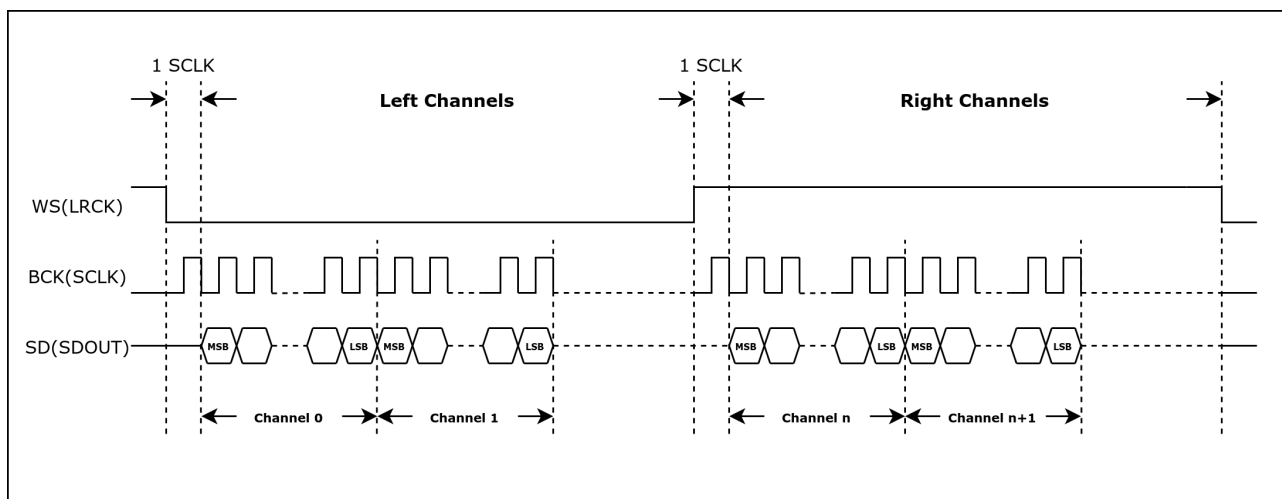 1 SCLK 1 SCLK
Left Channels Right Channels
WS(LRCK)
BCK(SCLK)
SD(SDOUT) MSB LSB MSB LSB MSB LSB MSB LSB
Channel 0 Channel 1 Channel n Channel n+1